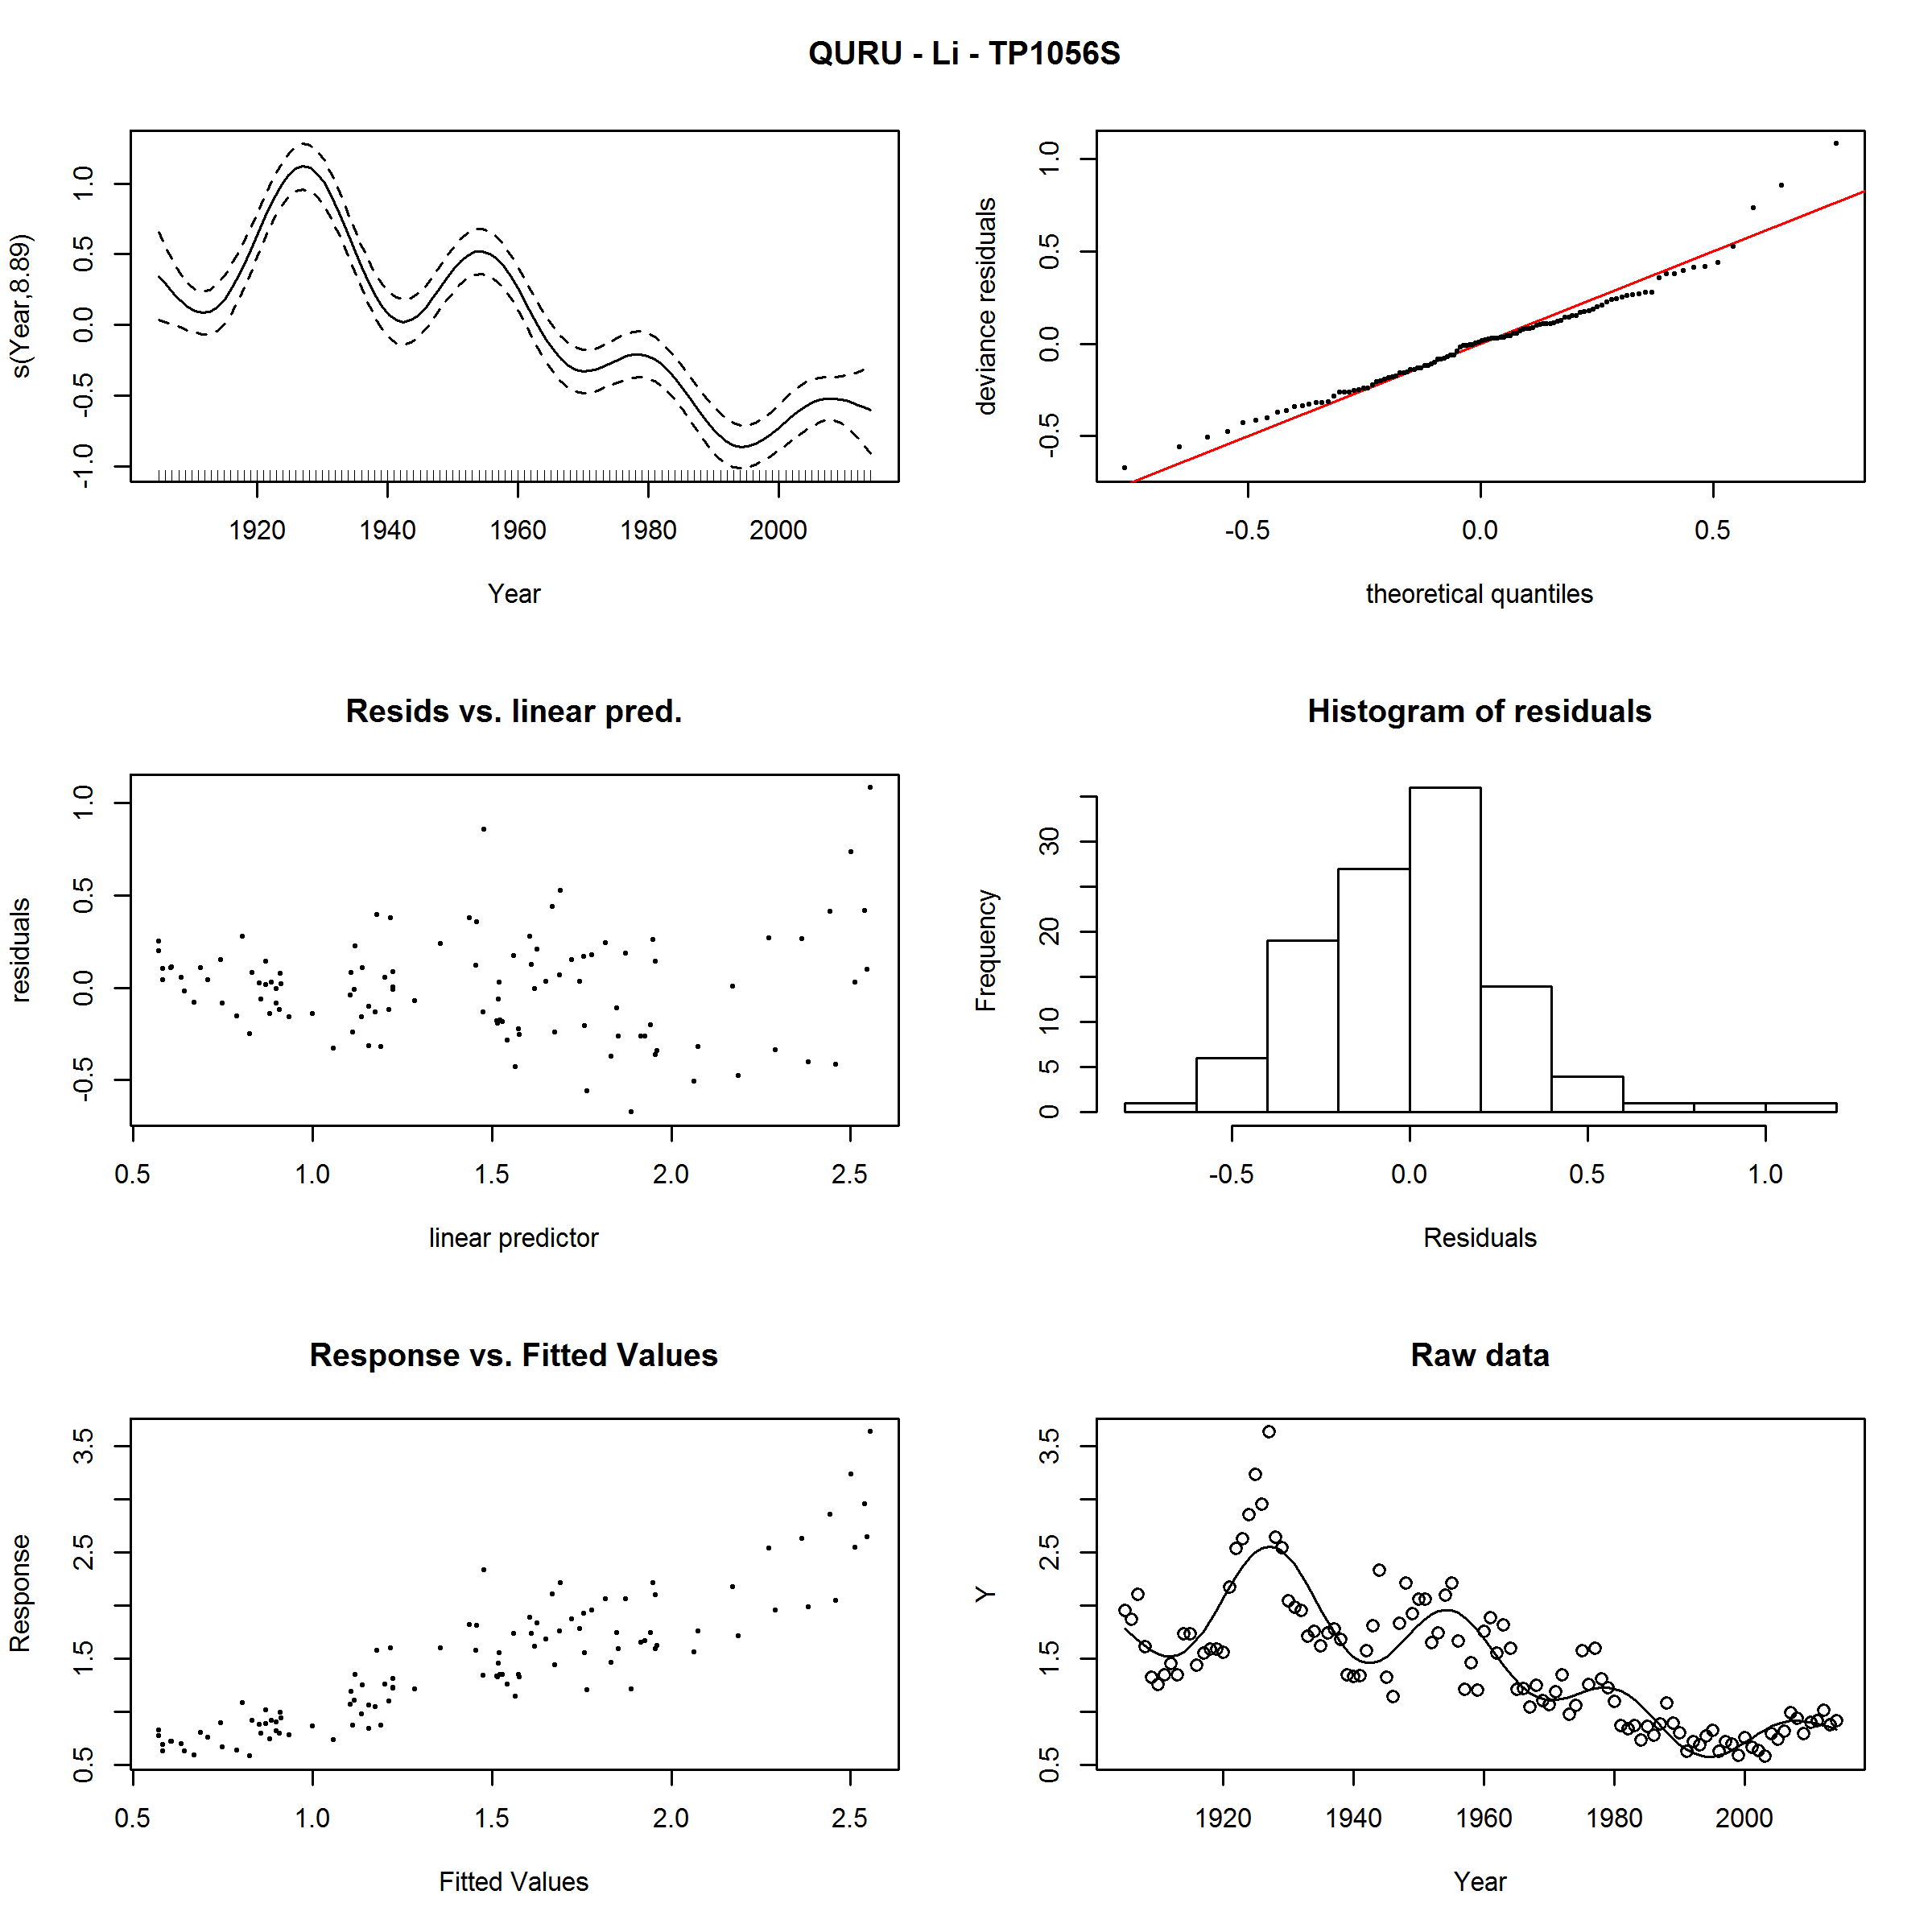 QURU - Li - TP1056S
s(Year,8.89)
1.0
0.5
0.0
-0.5
-1.0
1920 1940 1960 1980 2000
Year
deviance residuals
1.0
0.5
0.0
-0.5
-0.5 0.0 0.5
theoretical quantiles
Resids vs. linear pred.
residuals
1.0
0.5
0.0
-0.5
0.5 1.0 1.5 2.0 2.5
linear predictor
Histogram of residuals
Frequency
30
20
10
5
0
-0.5 0.0 0.5 1.0
Residuals
Response vs. Fitted Values
Response
3.5
2.5
1.5
0.5
0.5 1.0 1.5 2.0 2.5
Fitted Values
Raw data
Y
3.5
2.5
1.5
0.5
1920 1940 1960 1980 2000
Year